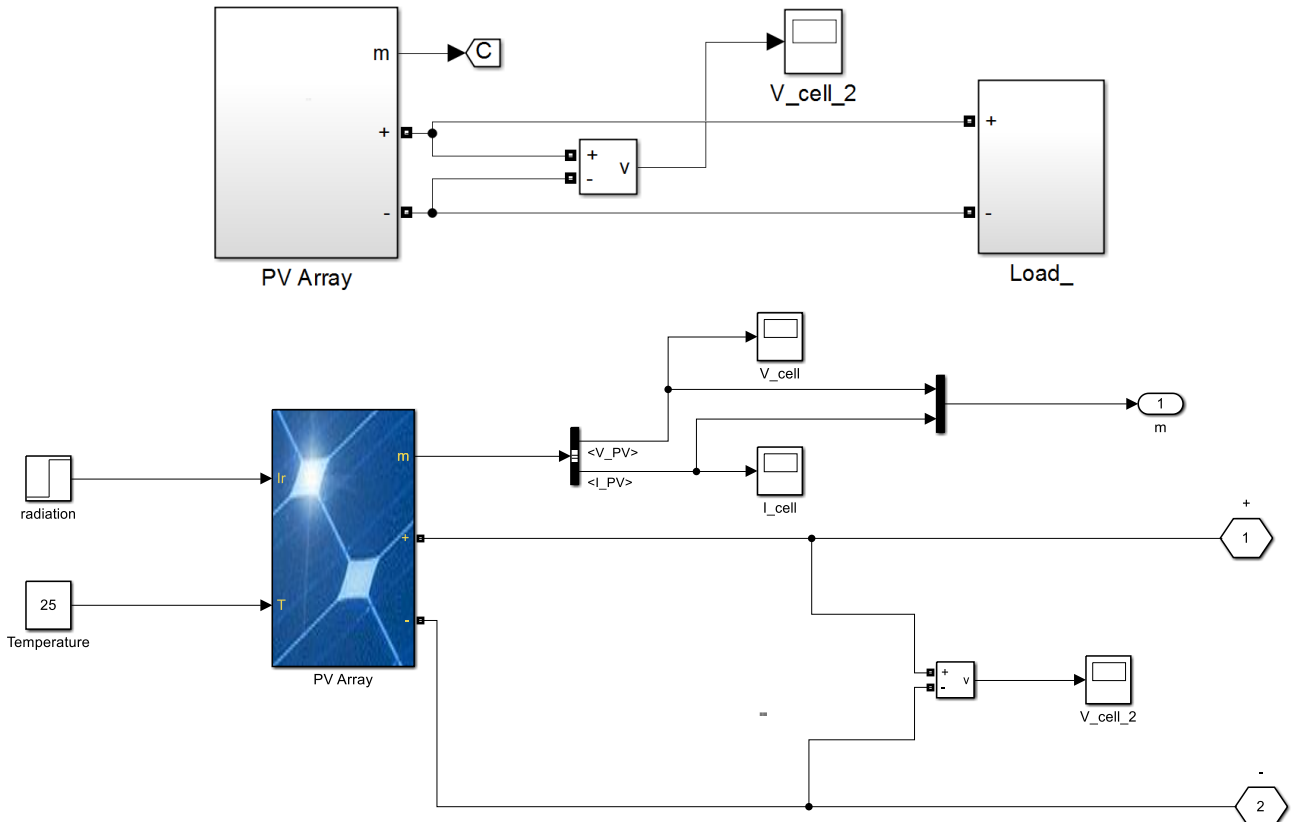 m
C
V_cell_2
+
+
+
v
-
-
-
PV Array
Load_
V_cell
1
m
m
<V_PV>
Ir
<I_PV>
radiation
I_cell
+
+
1
25
T
Temperature
-
PV Array
+
v
-
V_cell_2
-
2